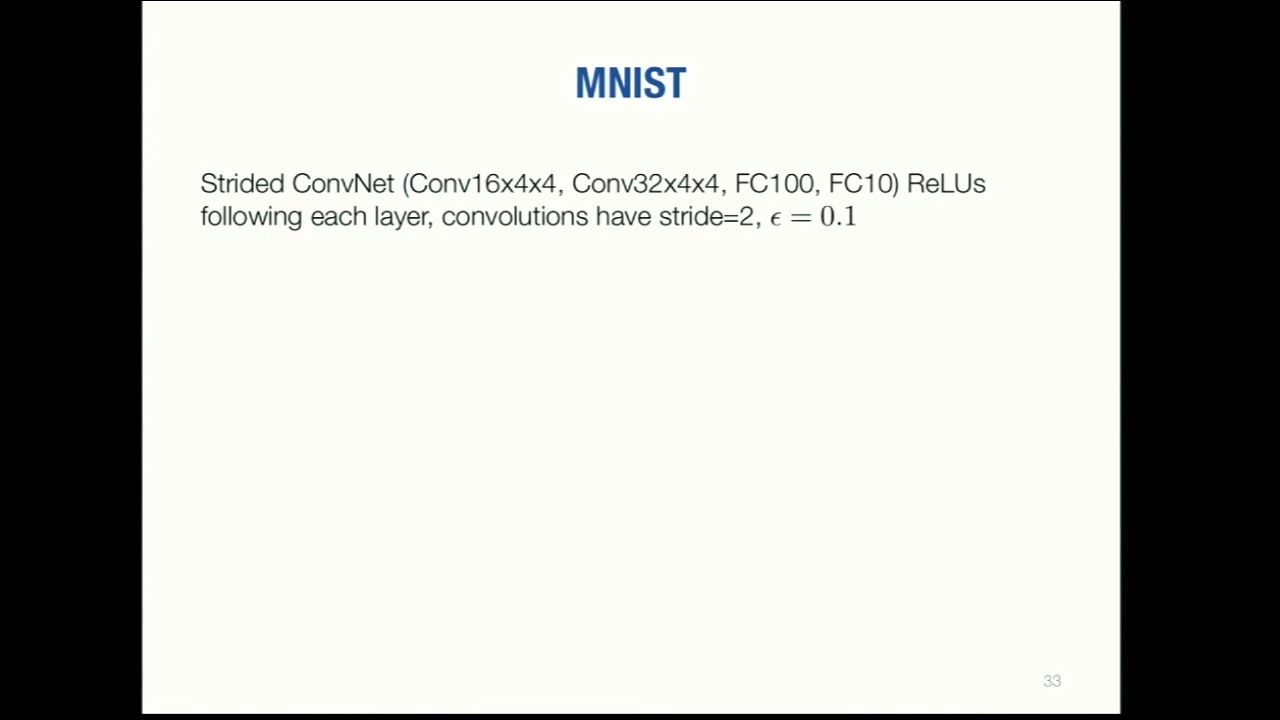 MNIST
Strided ConvNet (Conv16x4x4, Conv32x4x4, FC100, FC10) ReLUs
following each layer, convolutions have stride=2, ϵ = 0.1
33